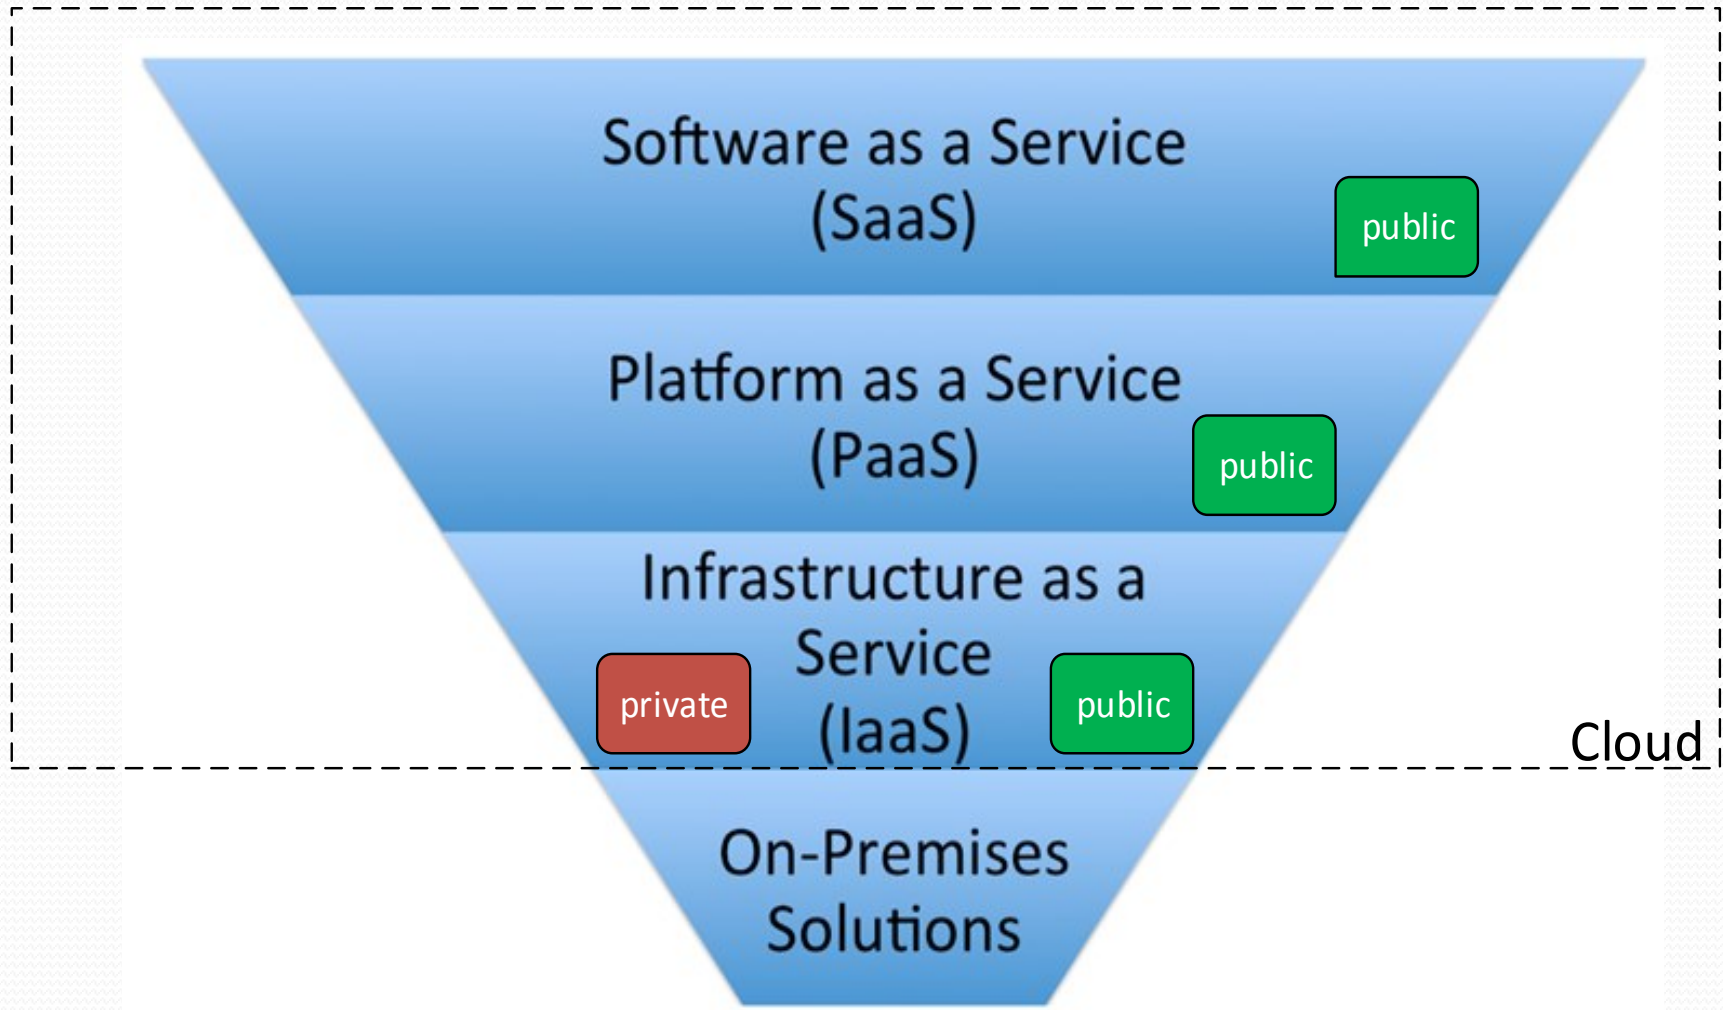 Software as a Service
(SaaS)
public
Platform as a Service
(PaaS)
public
Infrastructure as a
Service
private
public
(IaaS)
Cloud
On-Premises
Solutions